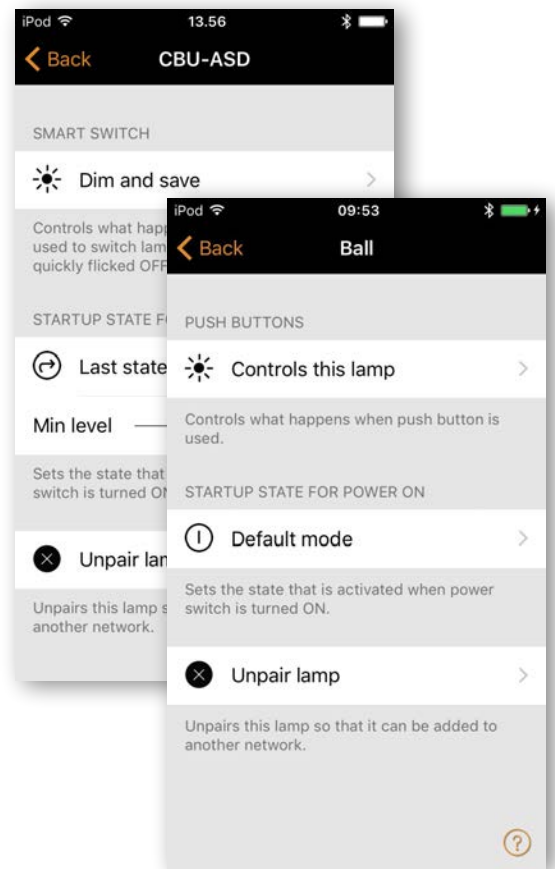 iPod 13.56
Back CBU-ASD
SMART SWITCH
Dim and save
Controls what
used to switch
quickly flicked OFF
STARTUP STATE
Last state
Min level
Sets the state that
switch is turned
Unpair
Unpairs this lamp
another network.
iPod 09:53
Back Ball
PUSH BUTTONS
Controls this lamp
Controls what happens when push button is
used.
STARTUP STATE FOR POWER ON
Default mode
Sets the state that is activated when power
switch is turned ON.
Unpair lamp
Unpairs this lamp so that it can be added to
another network.
?